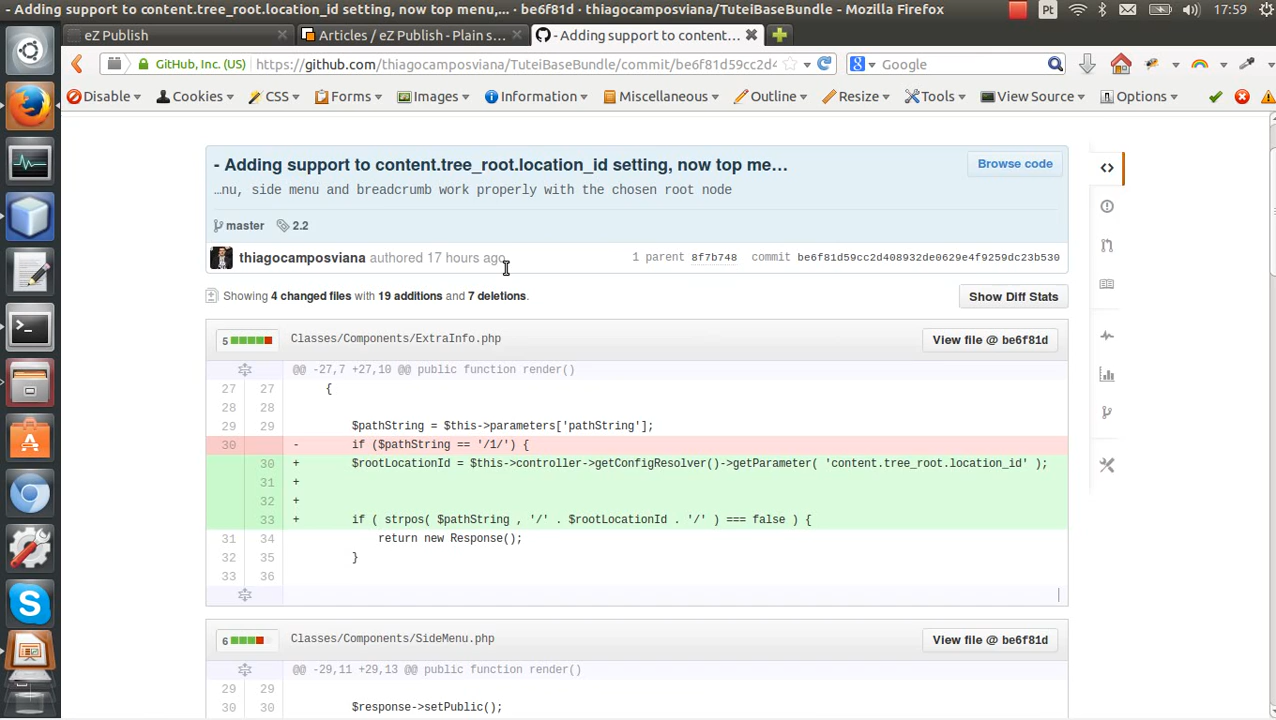 - Adding support to content.tree_root.location_id setting, now top menu,... · be6f81d · thiagocamposviana/TuteiBaseBundle - Mozilla Firefox
Pt
17:59
eZ Publish
Articles / eZ Publish - Plain s...
- Adding support to content....
GitHub, Inc. (US)
https://github.com/thiagocamposviana/TuteiBaseBundle/commit/be6f81d59cc2d4
Google
Disable
Cookies
CSS
Forms
Images
Information
Miscellaneous
Outline
Resize
Tools
View Source
Options
- Adding support to content.tree_root.location_id setting, now top me…
Browse code
…nu, side menu and breadcrumb work properly with the chosen root node
master
2.2
thiagocamposviana authored 17 hours ago
1 parent 8f7b748 commit be6f81d59cc2d408932de0629e4f9259dc23b530
Showing 4 changed files with 19 additions and 7 deletions.
Show Diff Stats
5
Classes/Components/ExtraInfo.php
View file @ be6f81d
@@ -27,7 +27,10 @@ public function render()
27 27 {
28 28
29 29 $pathString = $this->parameters['pathString'];
30 - if ($pathString == '/1/') {
30 + $rootLocationId = $this->controller->getConfigResolver()->getParameter( 'content.tree_root.location_id' );
31 +
32 +
33 + if ( strpos( $pathString , '/' . $rootLocationId . '/' ) === false ) {
31 34 return new Response();
32 35 }
33 36
6
Classes/Components/SideMenu.php
View file @ be6f81d
@@ -29,11 +29,13 @@ public function render()
29 29
30 30 $response->setPublic();